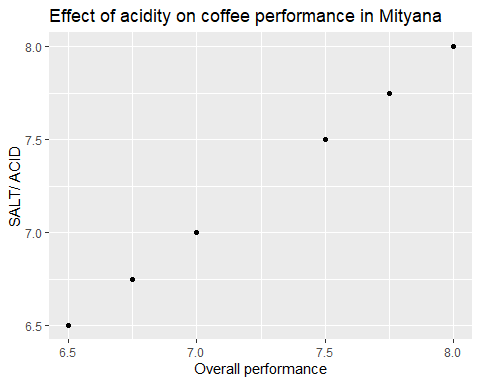 Effect of acidity on coffee performance in Mityana
8.0
7.5
7.0
6.5
SALT/ ACID
6.5 7.0 7.5 8.0
Overall performance